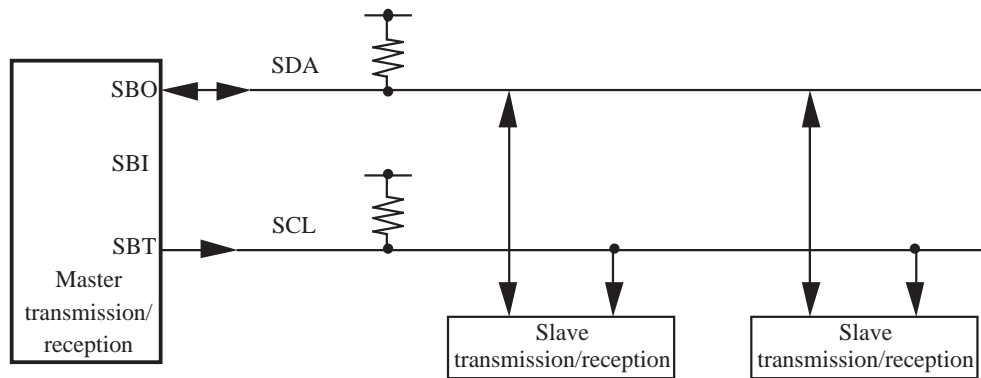 SDA
SBO
SBI
SCL
SBT
Master
transmission/
reception
Slave
transmission/reception
Slave
transmission/reception